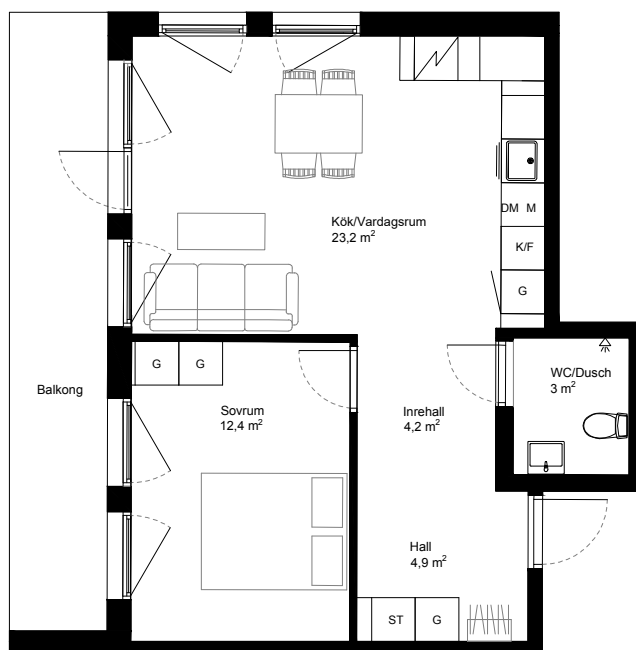 DM M
Kök/Vardagsrum
23,2 m²
K/F
G
G G
WC/Dusch
3 m²
Balkong
Sovrum
12,4 m²
Inrehall
4,2 m²
Hall
4,9 m²
ST G